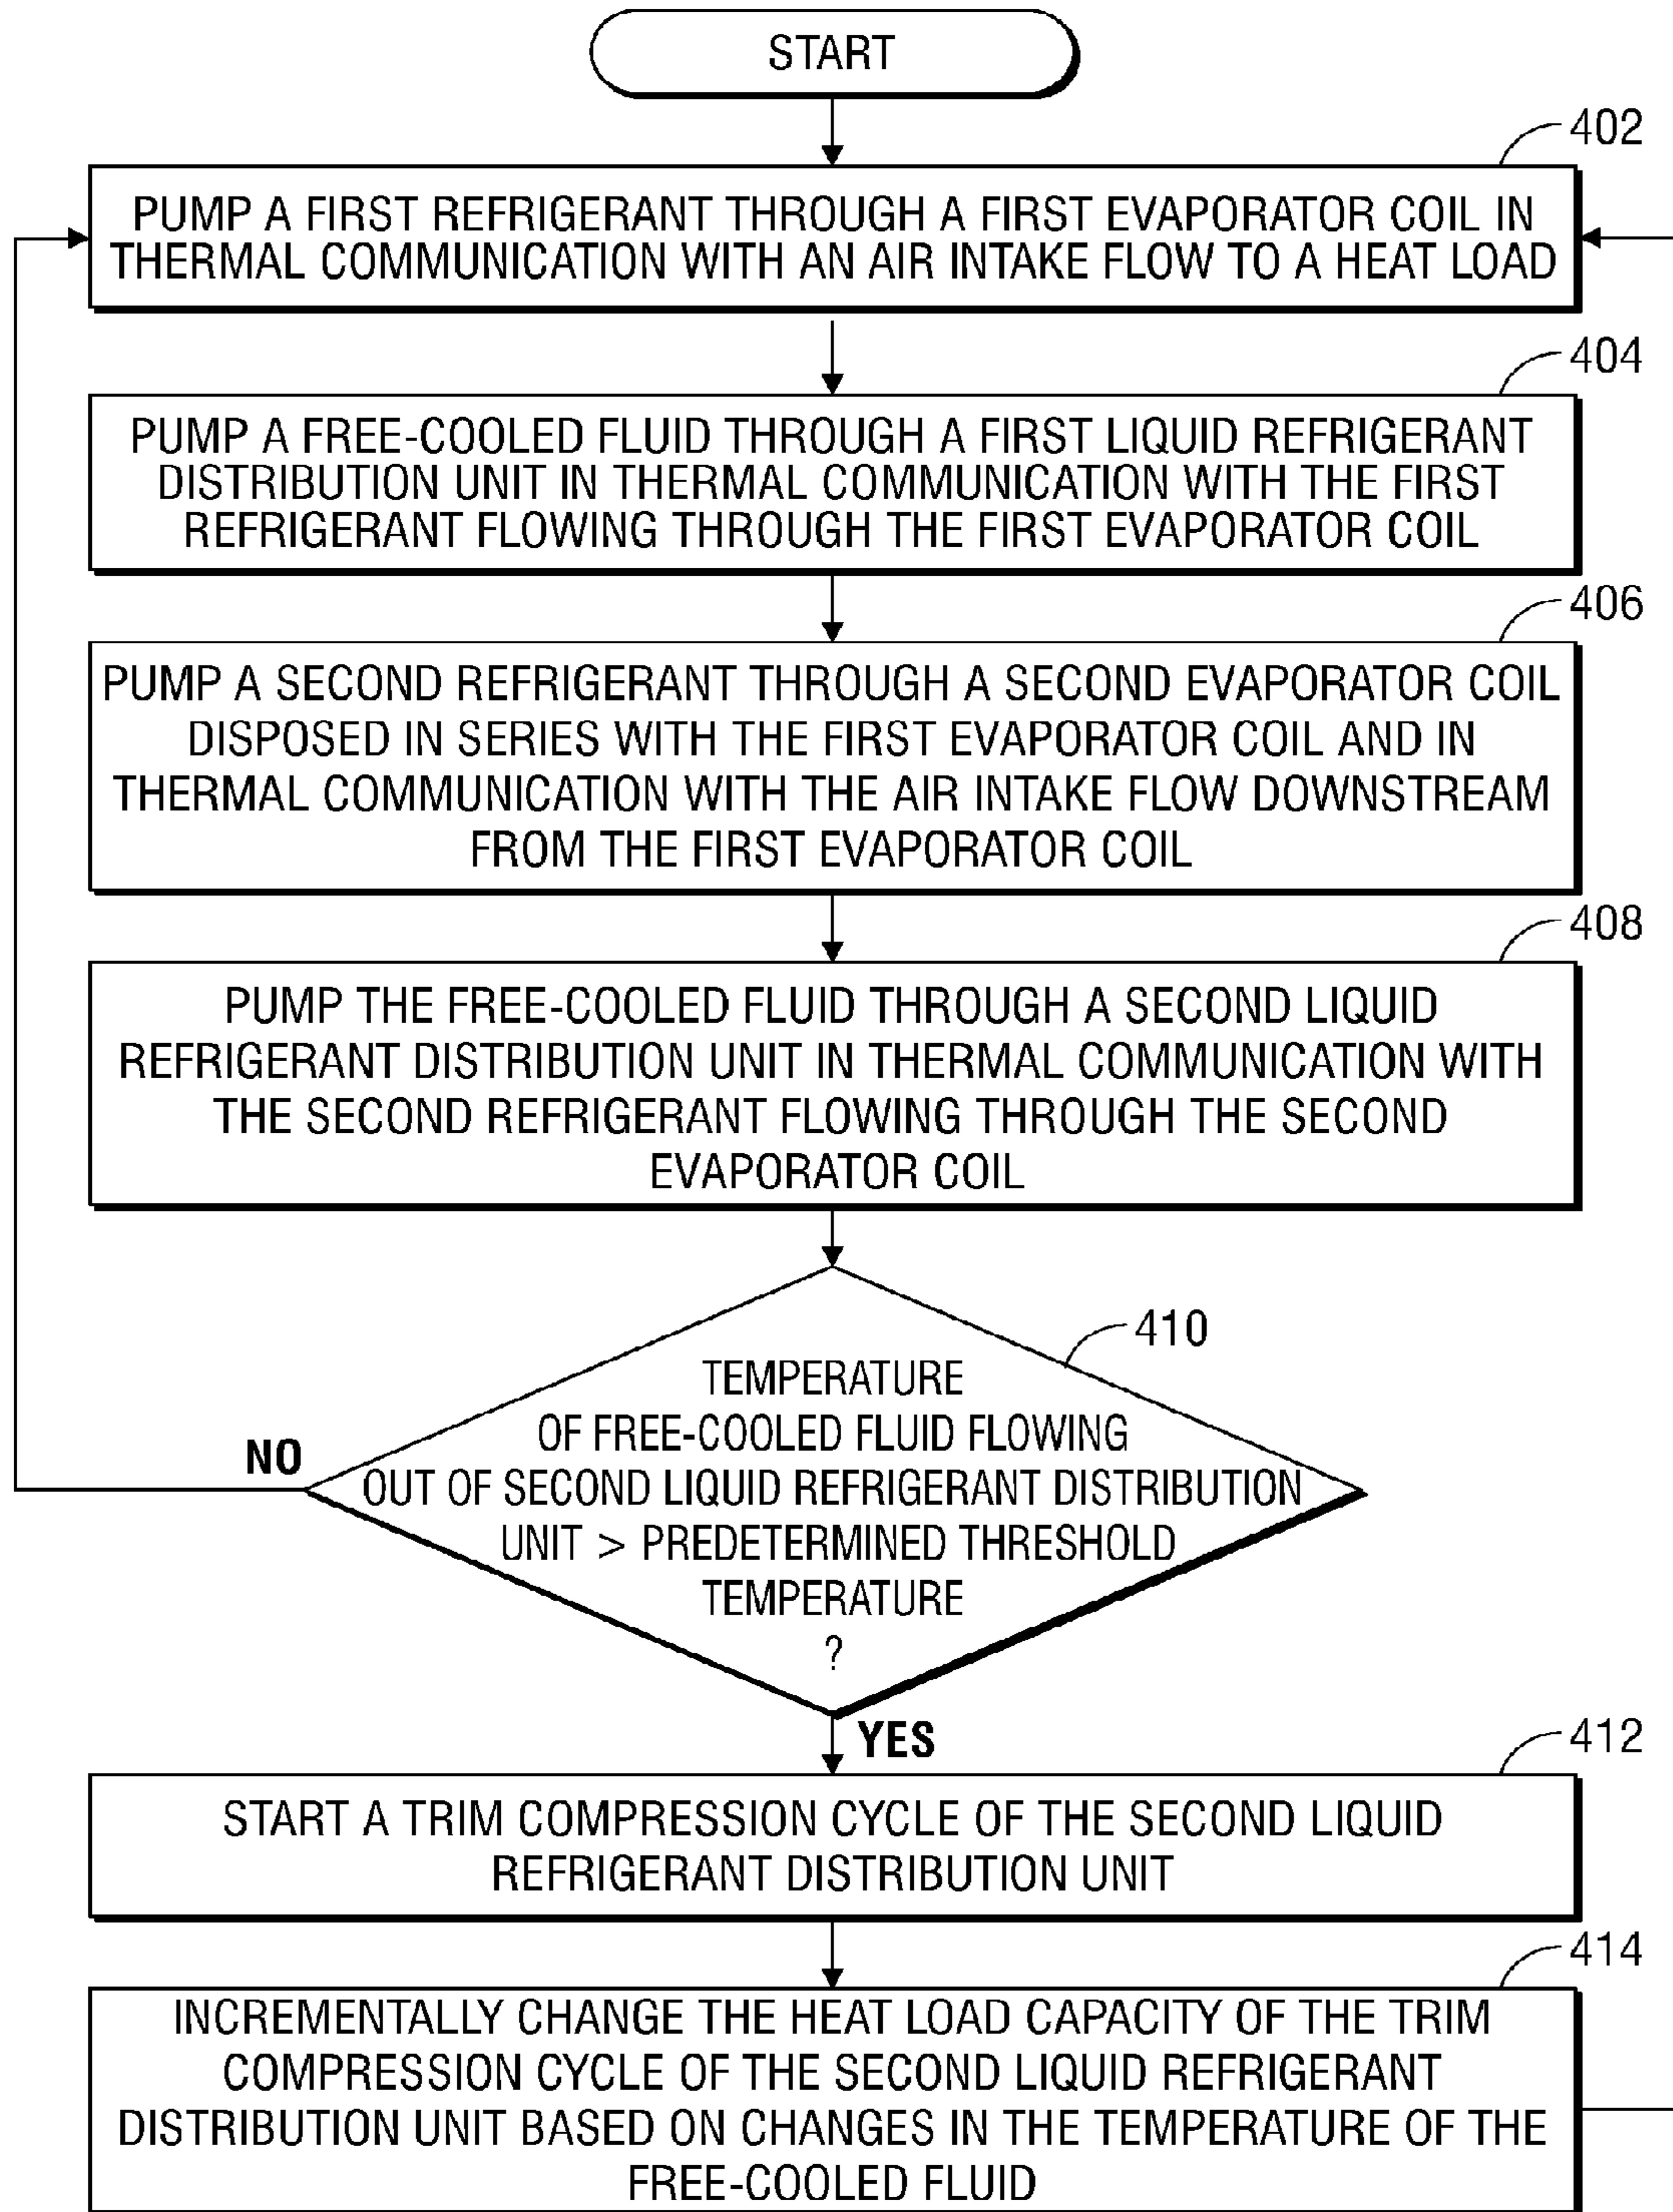 START
402
PUMP A FIRST REFRIGERANT THROUGH A FIRST EVAPORATOR COIL IN
THERMAL COMMUNICATION WITH AN AIR INTAKE FLOW TO A HEAT LOAD
404
PUMP A FREE-COOLED FLUID THROUGH A FIRST LIQUID REFRIGERANT
DISTRIBUTION UNIT IN THERMAL COMMUNICATION WITH THE FIRST
REFRIGERANT FLOWING THROUGH THE FIRST EVAPORATOR COIL
406
PUMP A SECOND REFRIGERANT THROUGH A SECOND EVAPORATOR COIL
DISPOSED IN SERIES WITH THE FIRST EVAPORATOR COIL AND IN
THERMAL COMMUNICATION WITH THE AIR INTAKE FLOW DOWNSTREAM
FROM THE FIRST EVAPORATOR COIL
408
PUMP THE FREE-COOLED FLUID THROUGH A SECOND LIQUID
REFRIGERANT DISTRIBUTION UNIT IN THERMAL COMMUNICATION WITH
THE SECOND REFRIGERANT FLOWING THROUGH THE SECOND
EVAPORATOR COIL
410
TEMPERATURE
OF FREE-COOLED FLUID FLOWING
OUT OF SECOND LIQUID REFRIGERANT DISTRIBUTION
UNIT > PREDETERMINED THRESHOLD
TEMPERATURE
?
NO
YES
412
START A TRIM COMPRESSION CYCLE OF THE SECOND LIQUID
REFRIGERANT DISTRIBUTION UNIT
414
INCREMENTALLY CHANGE THE HEAT LOAD CAPACITY OF THE TRIM
COMPRESSION CYCLE OF THE SECOND LIQUID REFRIGERANT
DISTRIBUTION UNIT BASED ON CHANGES IN THE TEMPERATURE OF THE
FREE-COOLED FLUID